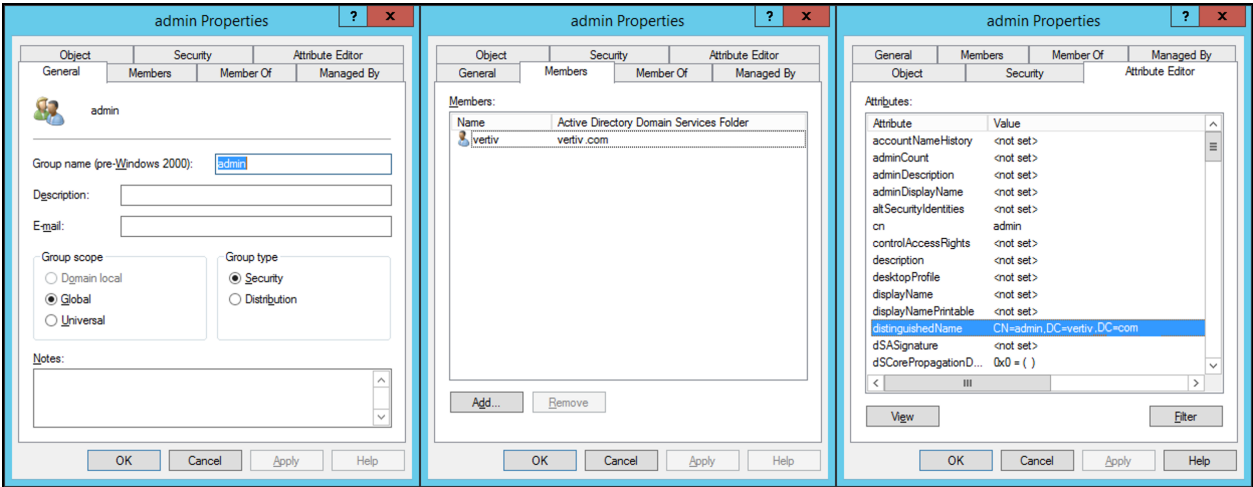 admin Properties
?
x
Object
Security
Attribute Editor
General
Members
Member Of
Managed By
admin
Group name (pre-Windows 2000):
admin
Description:
E-mail:
Group scope
Domain local
Global
Universal
Group type
Security
Distribution
Notes:
OK
Cancel
Apply
Help
admin Properties
?
x
Object
Security
Attribute Editor
General
Members
Member Of
Managed By
Members:
Name Active Directory Domain Services Folder
vertiv vertiv .com
Add...
Remove
OK
Cancel
Apply
Help
admin Properties
?
x
General
Members
Member Of
Managed By
Object
Security
Attribute Editor
Attributes:
Attribute Value
accountNameHistory <not set>
adminCount <not set>
adminDescription <not set>
adminDisplayName <not set>
altSecurityIdentities <not set>
cn admin
controlAccessRights <not set>
description <not set>
desktopProfile <not set>
displayName <not set>
displayNamePrintable <not set>
distinguishedName CN=admin,DC=vertiv ,DC=com
dSASignature <not set>
dSCorePropagationD... 0x0 = ( )
View
Filter
OK
Cancel
Apply
Help